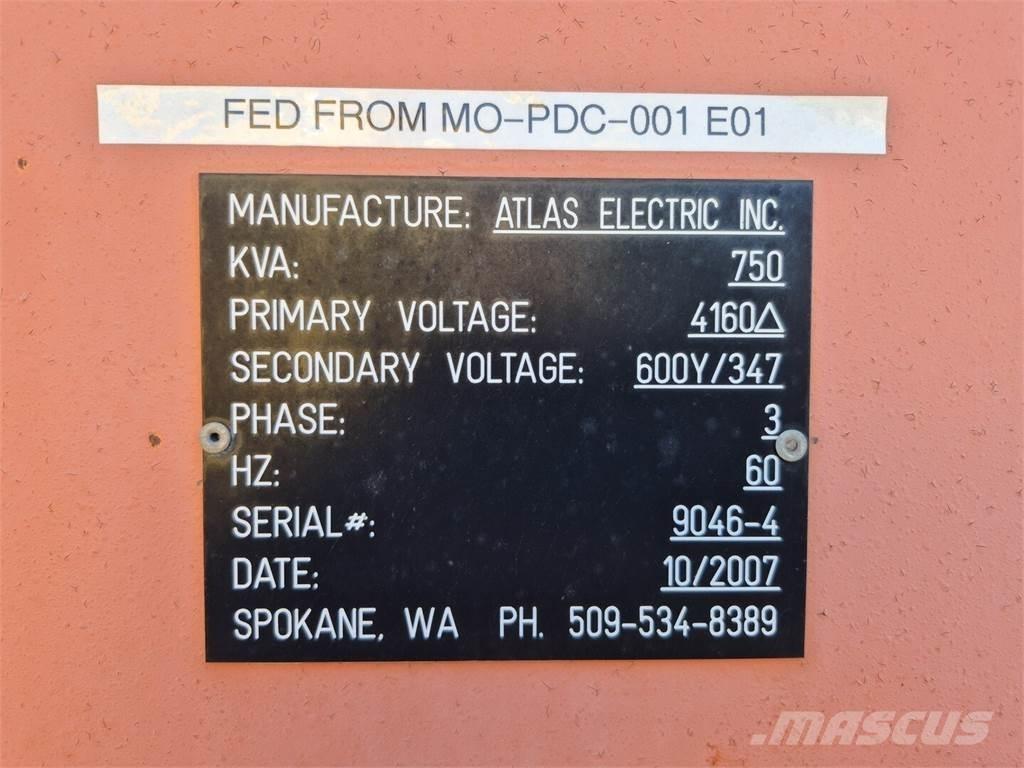 FED FROM MO-PDC-001 E01
MANUFACTURE: ATLAS ELECTRIC INC.
KVA: 750
PRIMARY VOLTAGE: 4160△
SECONDARY VOLTAGE: 600Y/347
PHASE: 3
HZ: 60
SERIAL#: 9046-4
DATE: 10/2007
SPOKANE, WA PH. 509-534-8389
MASCUS